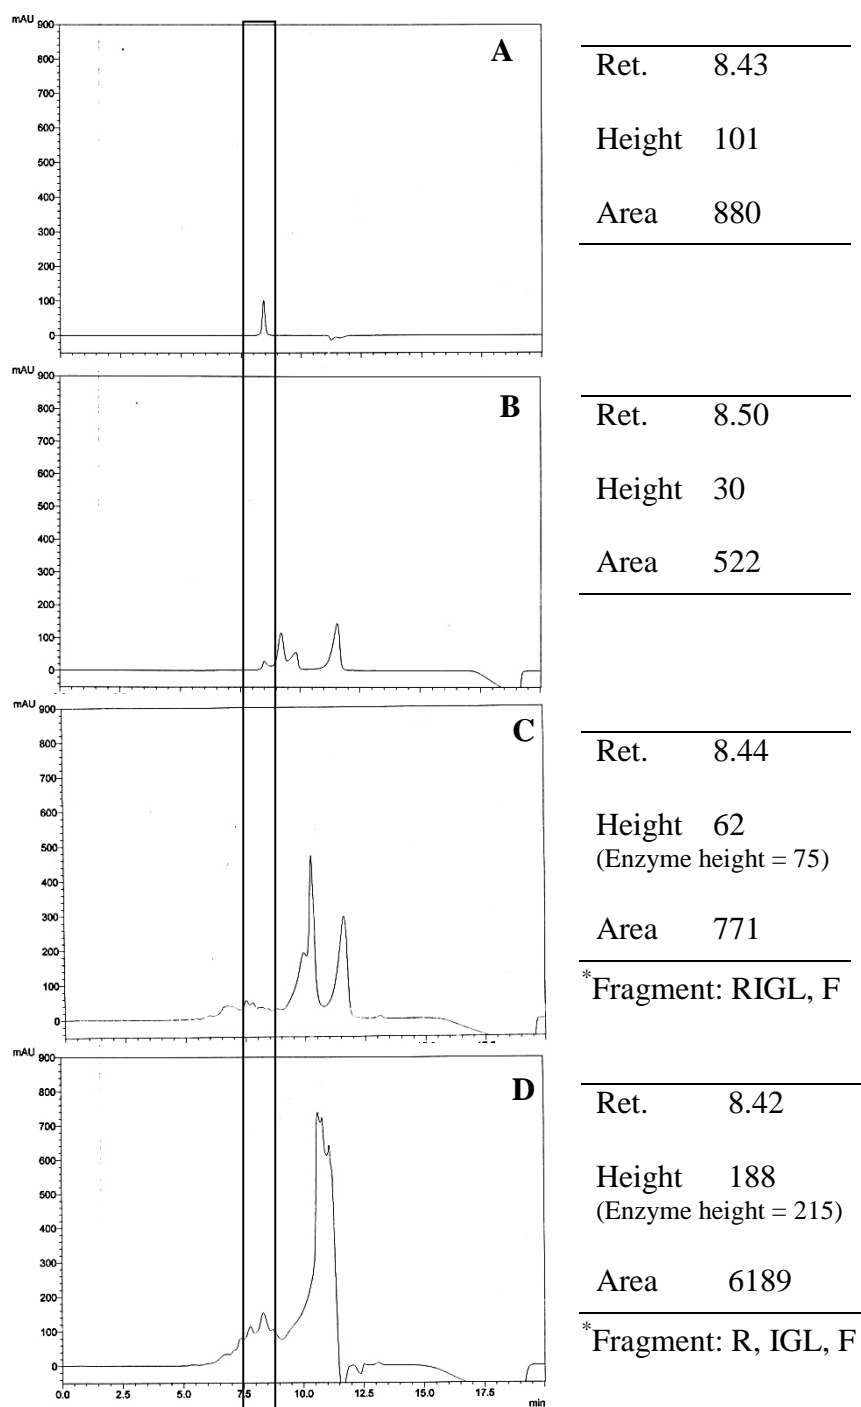 mAU
900
800
700
600
500
400
300
200
100
0
A
Ret. 8.43
Height 101
Area 880
mAU
900
800
700
600
500
400
300
200
100
0
B
Ret. 8.50
Height 30
Area 522
mAU
900
800
700
600
500
400
300
200
100
0
C
Ret. 8.44
Height 62
(Enzyme height = 75)
Area 771
*Fragment: RIGL, F
mAU
900
800
700
600
500
400
300
200
100
0
D
Ret. 8.42
Height 188
(Enzyme height = 215)
Area 6189
*Fragment: R, IGL, F
0.0 2.5 5.0 7.5 10.0 12.5 15.0 17.5
min